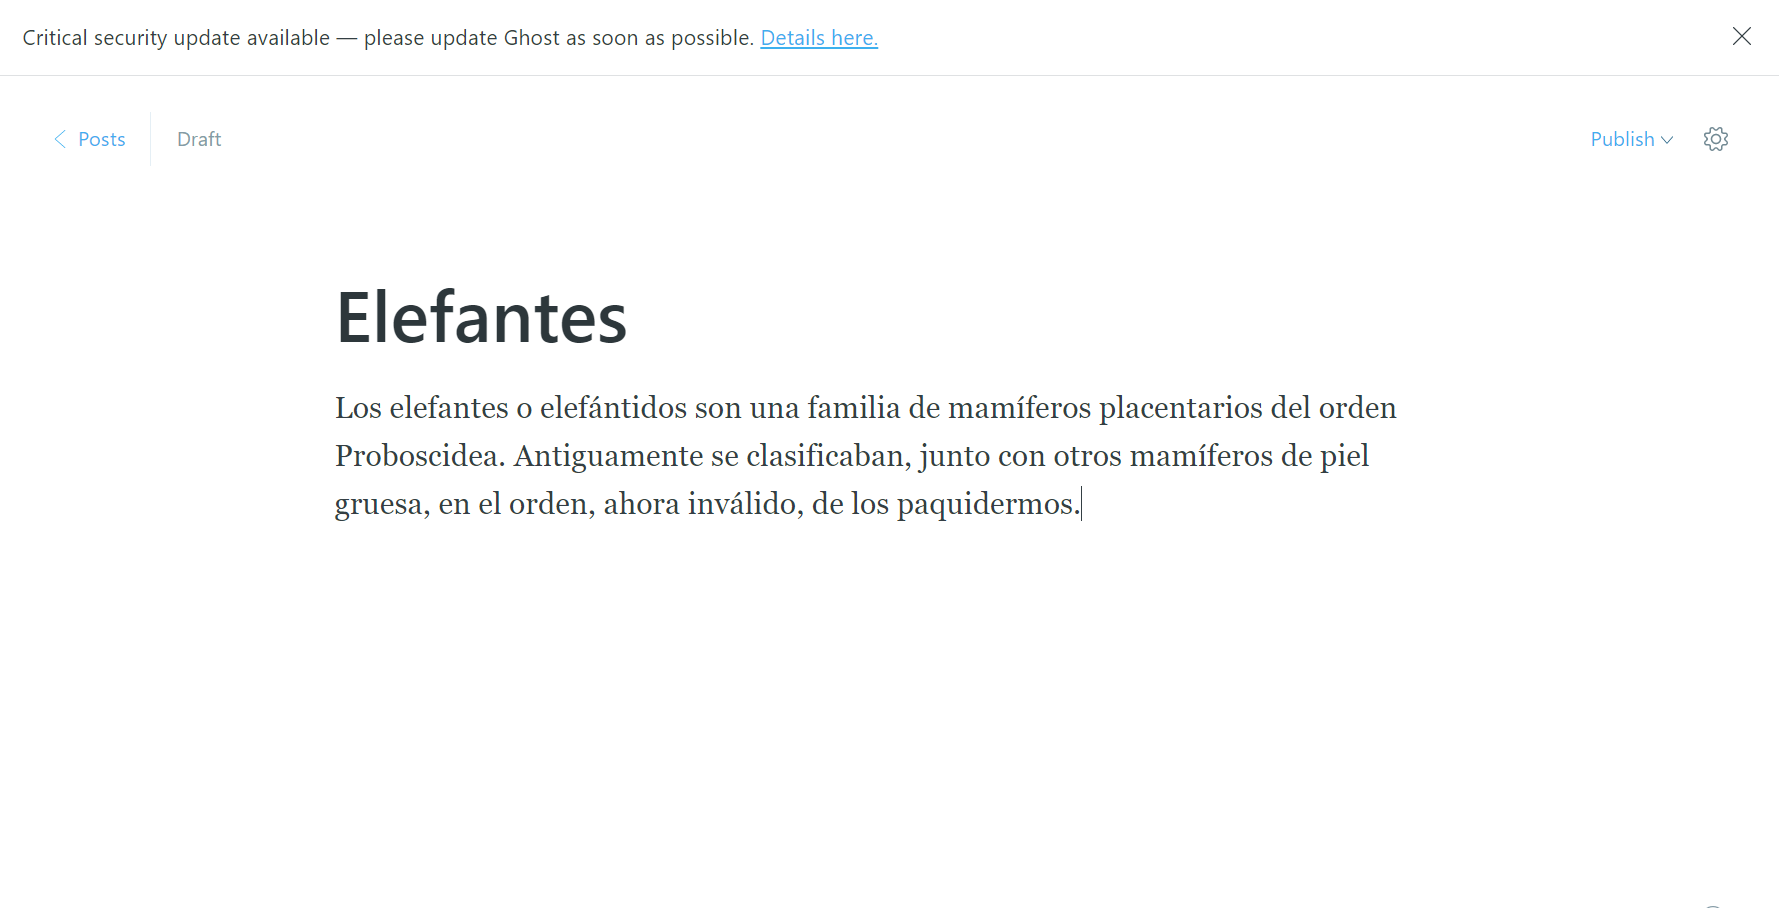 Critical security update available — please update Ghost as soon as possible. Details here.
Posts
Draft
Publish
Elefantes
Los elefantes o elefántidos son una familia de mamíferos placentarios del orden
Proboscidea. Antiguamente se clasificaban, junto con otros mamíferos de piel
gruesa, en el orden, ahora inválido, de los paquidermos.